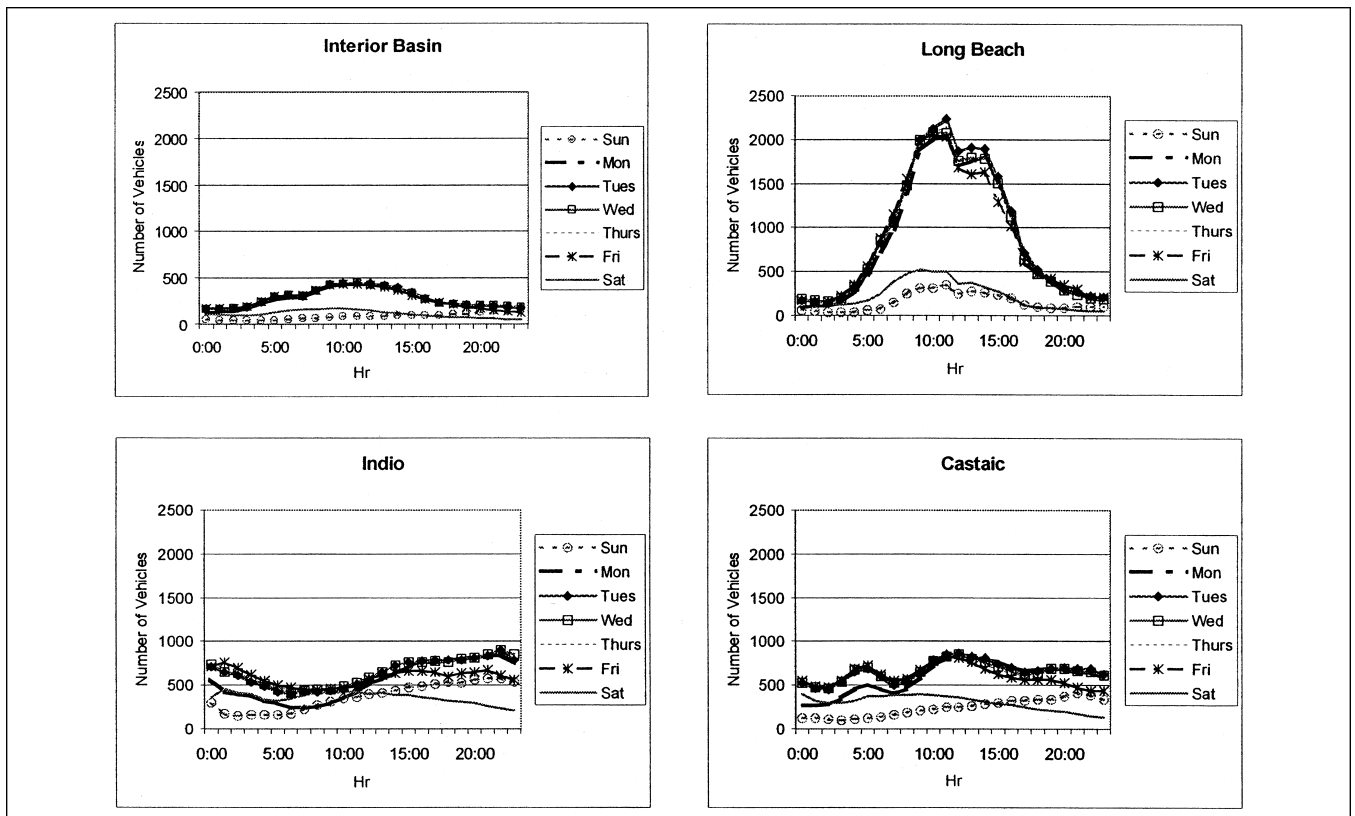 Interior Basin
Number of Vehicles
2500
2000
1500
1000
500
0
0:00 5:00 10:00 15:00 20:00
Hr
Sun
Mon
Tues
Wed
Thurs
Fri
Sat
Long Beach
Number of Vehicles
2500
2000
1500
1000
500
0
0:00 5:00 10:00 15:00 20:00
Hr
Sun
Mon
Tues
Wed
Thurs
Fri
Sat
Indio
Number of Vehicles
2500
2000
1500
1000
500
0
0:00 5:00 10:00 15:00 20:00
Hr
Sun
Mon
Tues
Wed
Thurs
Fri
Sat
Castaic
Number of Vehicles
2500
2000
1500
1000
500
0
0:00 5:00 10:00 15:00 20:00
Hr
Sun
Mon
Tues
Wed
Thurs
Fri
Sat